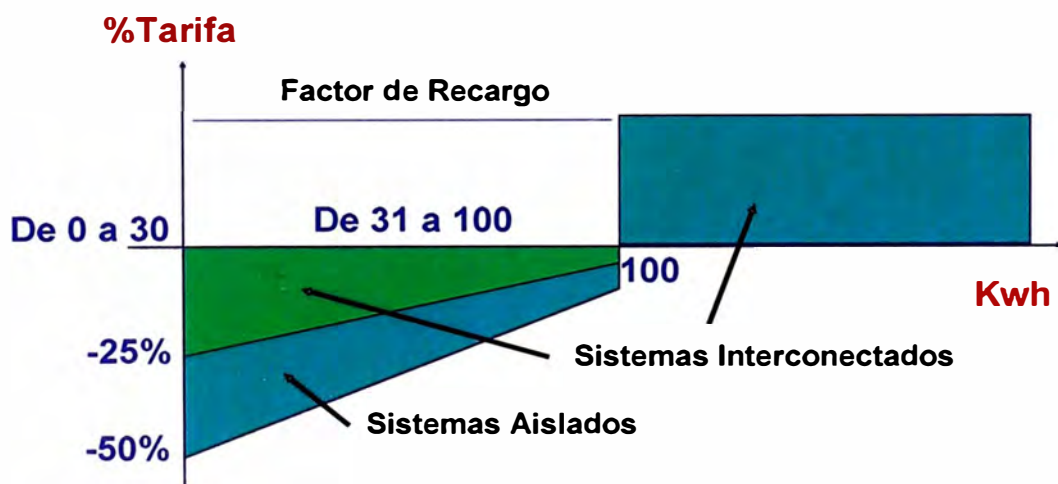 %Tarifa
Factor de Recargo
De 0 a 30
De 31 a 100
100
Kwh
-25%
Sistemas Interconectados
Sistemas Aislados
-50%